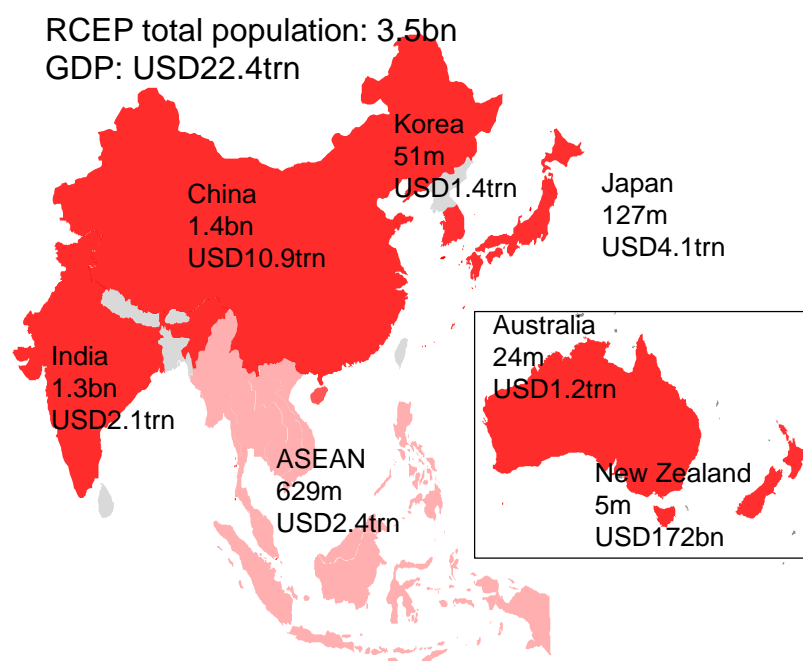 RCEP total population: 3.5bn
GDP: USD22.4trn
Korea
51m
USD1.4trn
China
1.4bn
USD10.9trn
Japan
127m
USD4.1trn
India
1.3bn
USD2.1trn
Australia
24m
USD1.2trn
ASEAN
629m
USD2.4trn
New Zealand
5m
USD172bn